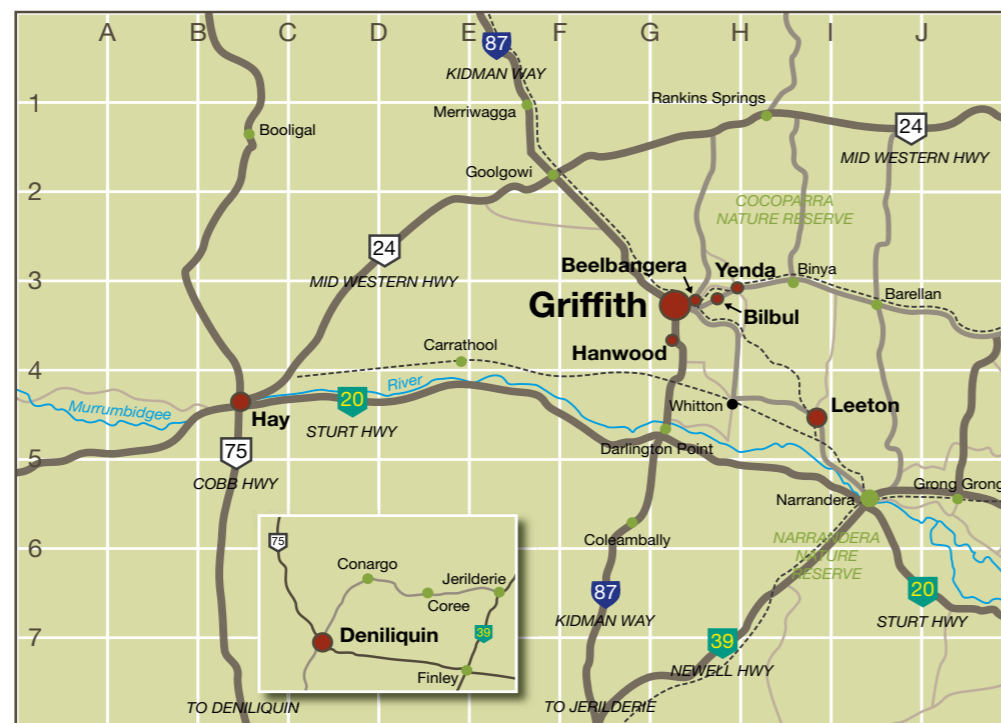 A B C D E F G H I J
87
KIDMAN WAY
1
Merriwagga
Rankins Springs
Booligal
24
MID WESTERN HWY
Goolgowi
2
COCOPARRA
NATURE RESERVE
24
MID WESTERN HWY
3
Beelbangera
Yenda
Binya
Griffith
Bilbul
Barellan
Hanwood
Carrathool
4
River
Murrumbidgee
Hay
20
STURT HWY
Whitton
Leeton
75
COBB HWY
Darlington Point
5
Narrandera
Grong Grong
Coleambally
NARRANDERA
NATURE
RESERVE
6
75
Conargo
Jerilderie
Coree
87
KIDMAN WAY
20
STURT HWY
7
Deniliquin
39
Finley
39
NEWELL HWY
TO DENILIQUIN
TO JERILDERIE